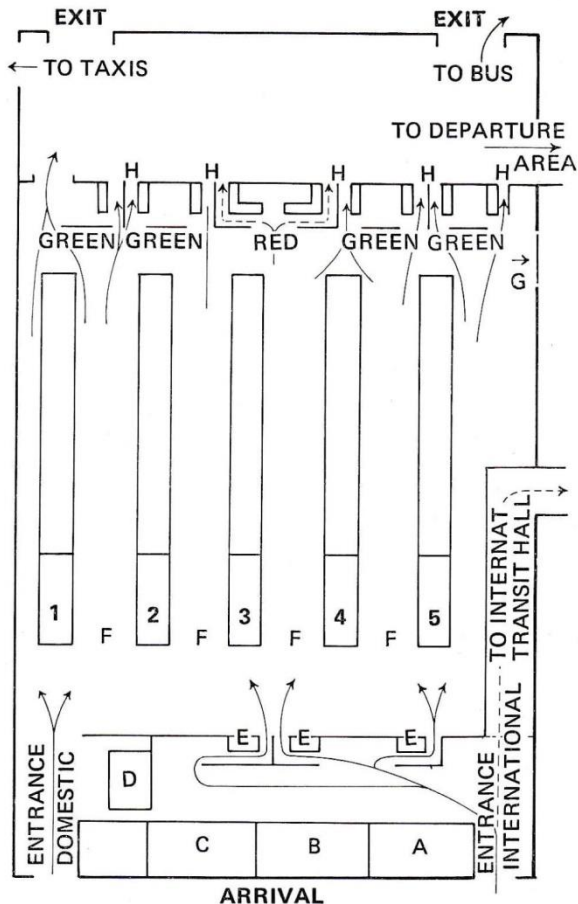 EXIT
EXIT
← TO TAXIS
TO BUS
TO DEPARTURE
AREA
H
H
H
H
H
GREEN
GREEN
RED
GREEN
GREEN
G
1
2
3
4
5
F
F
F
F
TO INTERNAT
TRANSIT HALL
E
E
E
D
ENTRANCE
DOMESTIC
C
B
A
ENTRANCE
INTERNATIONAL
ARRIVAL